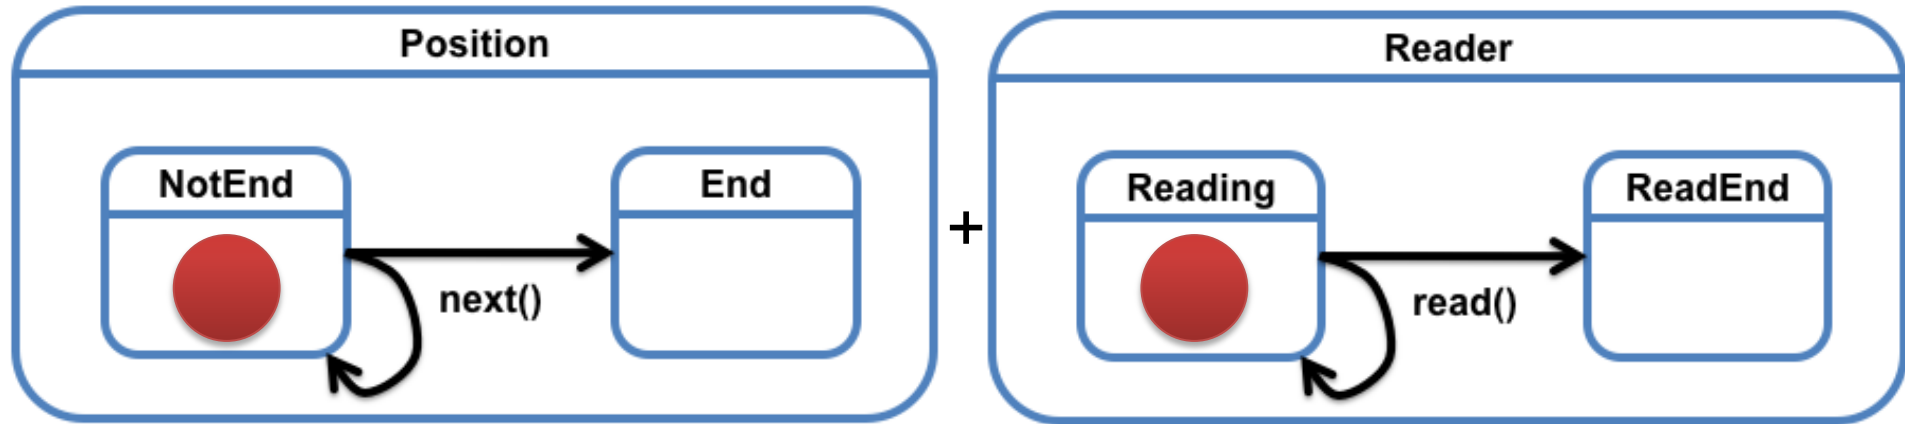 Position
NotEnd
End
next()
+
Reader
Reading
ReadEnd
read()